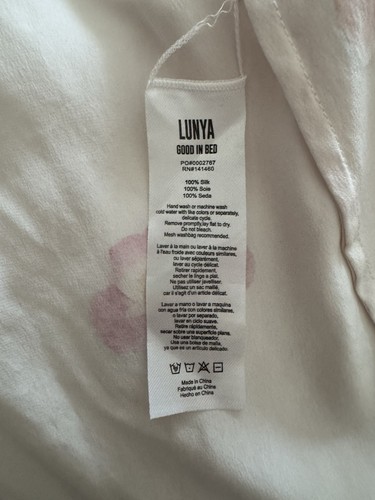 LUNYA
GOOD IN BED
PO#0002767
RN#141460
100% Silk
100% Soie
100% Seda
Hand wash or machine wash
cold water with like colors or separately,
delicate cycle.
Remove promptly,lay flat to dry.
Do not bleach.
Mesh washbag recommended.
Laver à la main ou laver à la machine
à l'eau froide avec couleurs similaires,
ou laver séparément,
laver au cycle délicat.
Retirer rapidement.
secher le linge a plat.
Ne pas utiliser javelliser.
Utilisez un sac maillé,
car il s'agit d'un article délicat.
Lavar a mano o lavar a maquina
con agua fria con colores similares,
o lavar por separado,
lavar en ciclo suave.
Retire rápidamente,
secar sobre una superficie plana.
No usar blanqueador.
Use una bolsa de malla,
ya que es un articulo delicado.
Made in China
Fabriqué au Chine
Hecho en China